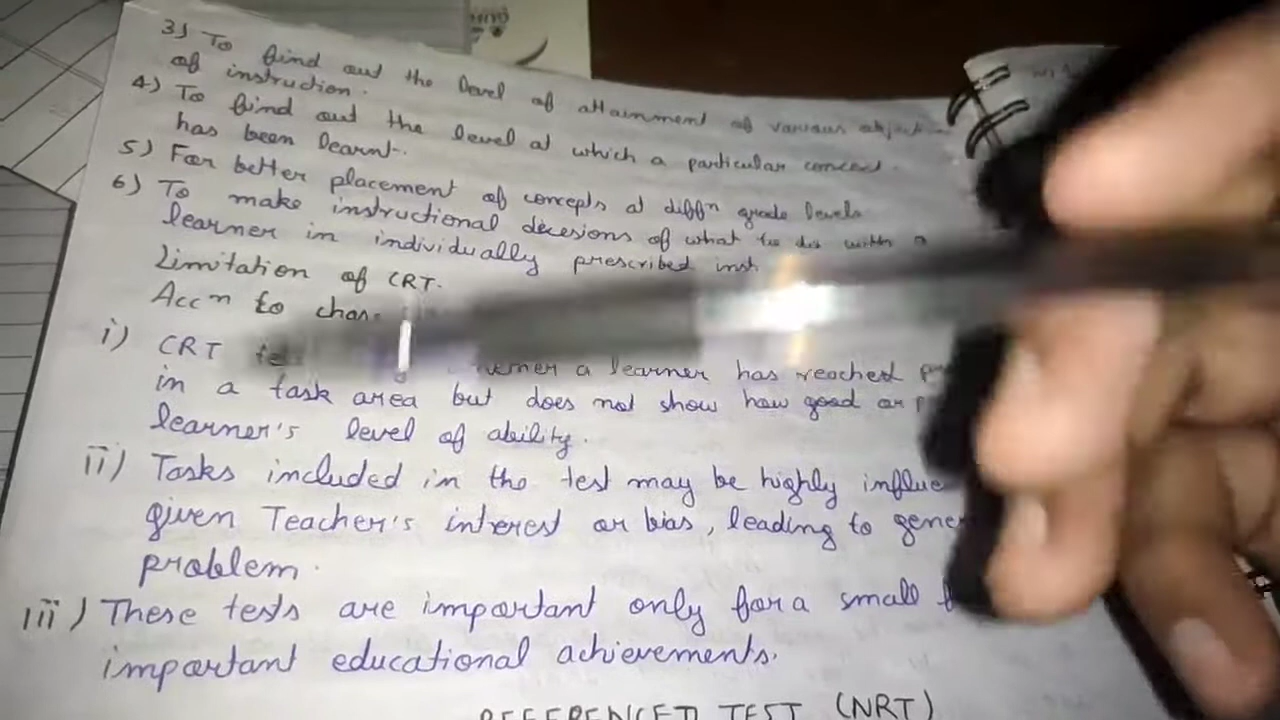 3) To find out the level of attainment of various
of instruction.
4) To find out the level at which a particular concept
has been learnt.
5) For better placement of concepts at diffn grade levels
6) To make instructional decesions of what to do with a
learner in individually prescribed inst
Limitation of CRT.
Accn to
i) CRT a learner has reached
in a task area but does not show how good or
learner's level of ability.
ii) Tasks included in the test may be highly
given Teacher's interest or bias, leading to
problem.
iii) These tests are important only for a small
important educational achievements.
REFERENCED TEST (NRT)